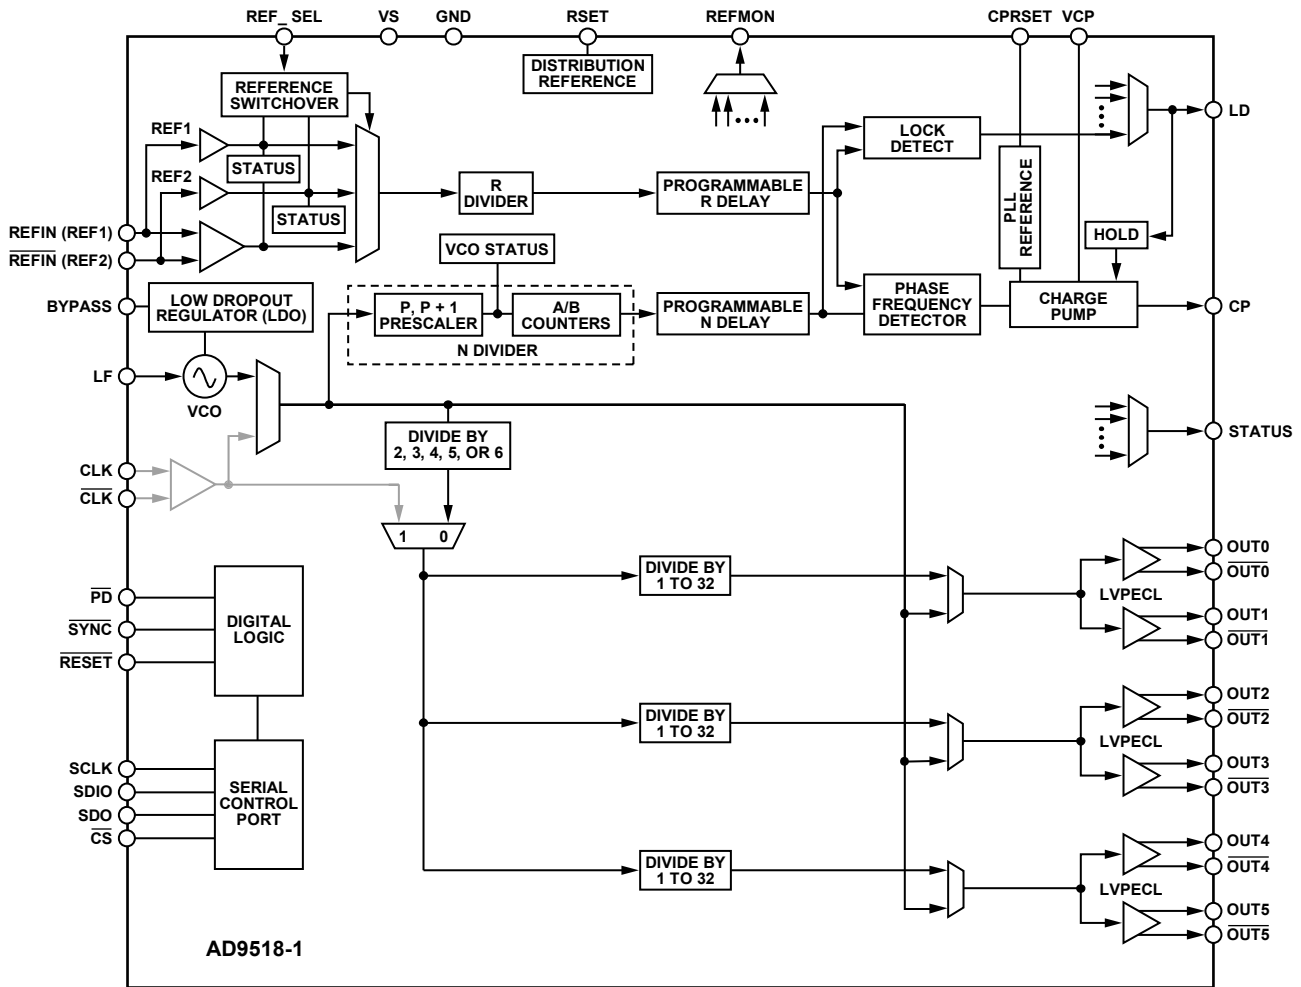 REF_ SEL
VS
GND
RSET
REFMON
CPRSET
VCP
DISTRIBUTION
REFERENCE
REFERENCE
SWITCHOVER
REF1
STATUS
REF2
STATUS
REFIN (REF1)
REFIN (REF2)
BYPASS
R
DIVIDER
PROGRAMMABLE
R DELAY
LOCK
DETECT
LD
PLL
REFERENCE
HOLD
VCO STATUS
LOW DROPOUT
REGULATOR (LDO)
P, P + 1
PRESCALER
A/B
COUNTERS
N DIVIDER
PROGRAMMABLE
N DELAY
PHASE
FREQUENCY
DETECTOR
CHARGE
PUMP
CP
LF
VCO
DIVIDE BY
2, 3, 4, 5, OR 6
STATUS
CLK
CLK
1 0
PD
SYNC
RESET
DIGITAL
LOGIC
DIVIDE BY
1 TO 32
LVPECL
OUT0
OUT0
OUT1
OUT1
DIVIDE BY
1 TO 32
LVPECL
OUT2
OUT2
OUT3
OUT3
SCLK
SDIO
SDO
CS
SERIAL
CONTROL
PORT
DIVIDE BY
1 TO 32
LVPECL
OUT4
OUT4
OUT5
OUT5
AD9518-1